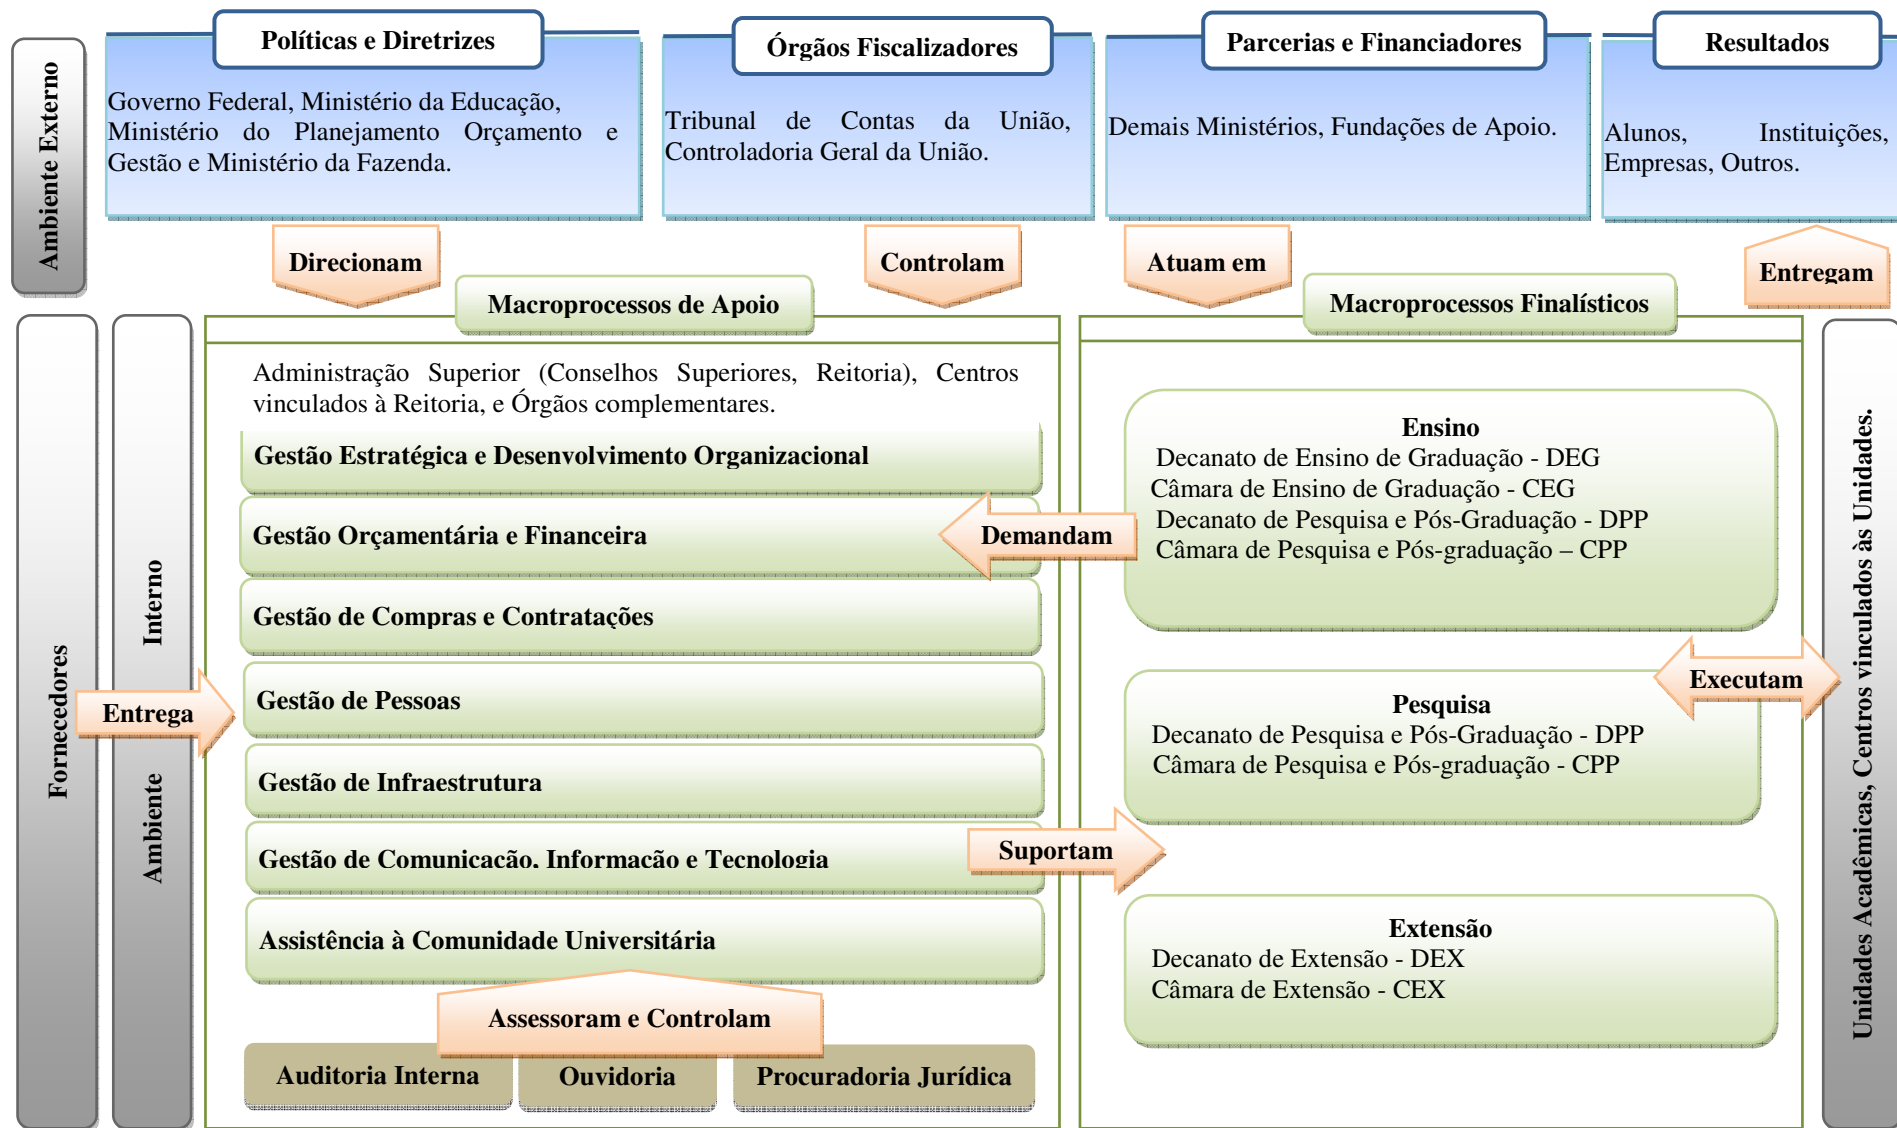 Políticas e Diretrizes
Órgãos Fiscalizadores
Parcerias e Financiadores
Resultados
Ambiente Externo
Governo Federal, Ministério da Educação,
Ministério do Planejamento Orçamento e
Gestão e Ministério da Fazenda.
Tribunal de Contas da União,
Controladoria Geral da União.
Demais Ministérios, Fundações de Apoio.
Alunos, Instituições,
Empresas, Outros.
Direcionam
Controlam
Atuam em
Entregam
Macroprocessos de Apoio
Macroprocessos Finalísticos
Fornecedores
Ambiente Interno
Entrega
Administração Superior (Conselhos Superiores, Reitoria), Centros
vinculados à Reitoria, e Órgãos complementares.
Gestão Estratégica e Desenvolvimento Organizacional
Gestão Orçamentária e Financeira
Gestão de Compras e Contratações
Gestão de Pessoas
Gestão de Infraestrutura
Gestão de Comunicação, Informação e Tecnologia
Assistência à Comunidade Universitária
Assessoram e Controlam
Auditoria Interna
Ouvidoria
Procuradoria Jurídica
Demandam
Suportam
Ensino
Decanato de Ensino de Graduação - DEG
Câmara de Ensino de Graduação - CEG
Decanato de Pesquisa e Pós-Graduação - DPP
Câmara de Pesquisa e Pós-graduação – CPP
Executam
Pesquisa
Decanato de Pesquisa e Pós-Graduação - DPP
Câmara de Pesquisa e Pós-graduação - CPP
Extensão
Decanato de Extensão - DEX
Câmara de Extensão - CEX
Unidades Acadêmicas, Centros vinculados às Unidades.